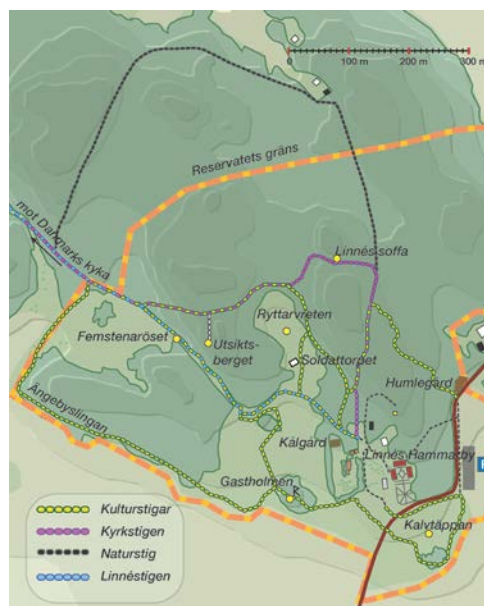 0 100 m 200 m 300 m
Reservatets gräns
mot Danmarks kyka
Linnés soffa
Ryttarvreten
Femstenaröset
Utsikts-
berget
Soldattorpet
Humlegård
Ängebyslingan
Kålgård
Linnés Hammarby
Gastholmen
Kalvtäppan
Kulturstigar
Kyrkstigen
Naturstig
Linnéstigen